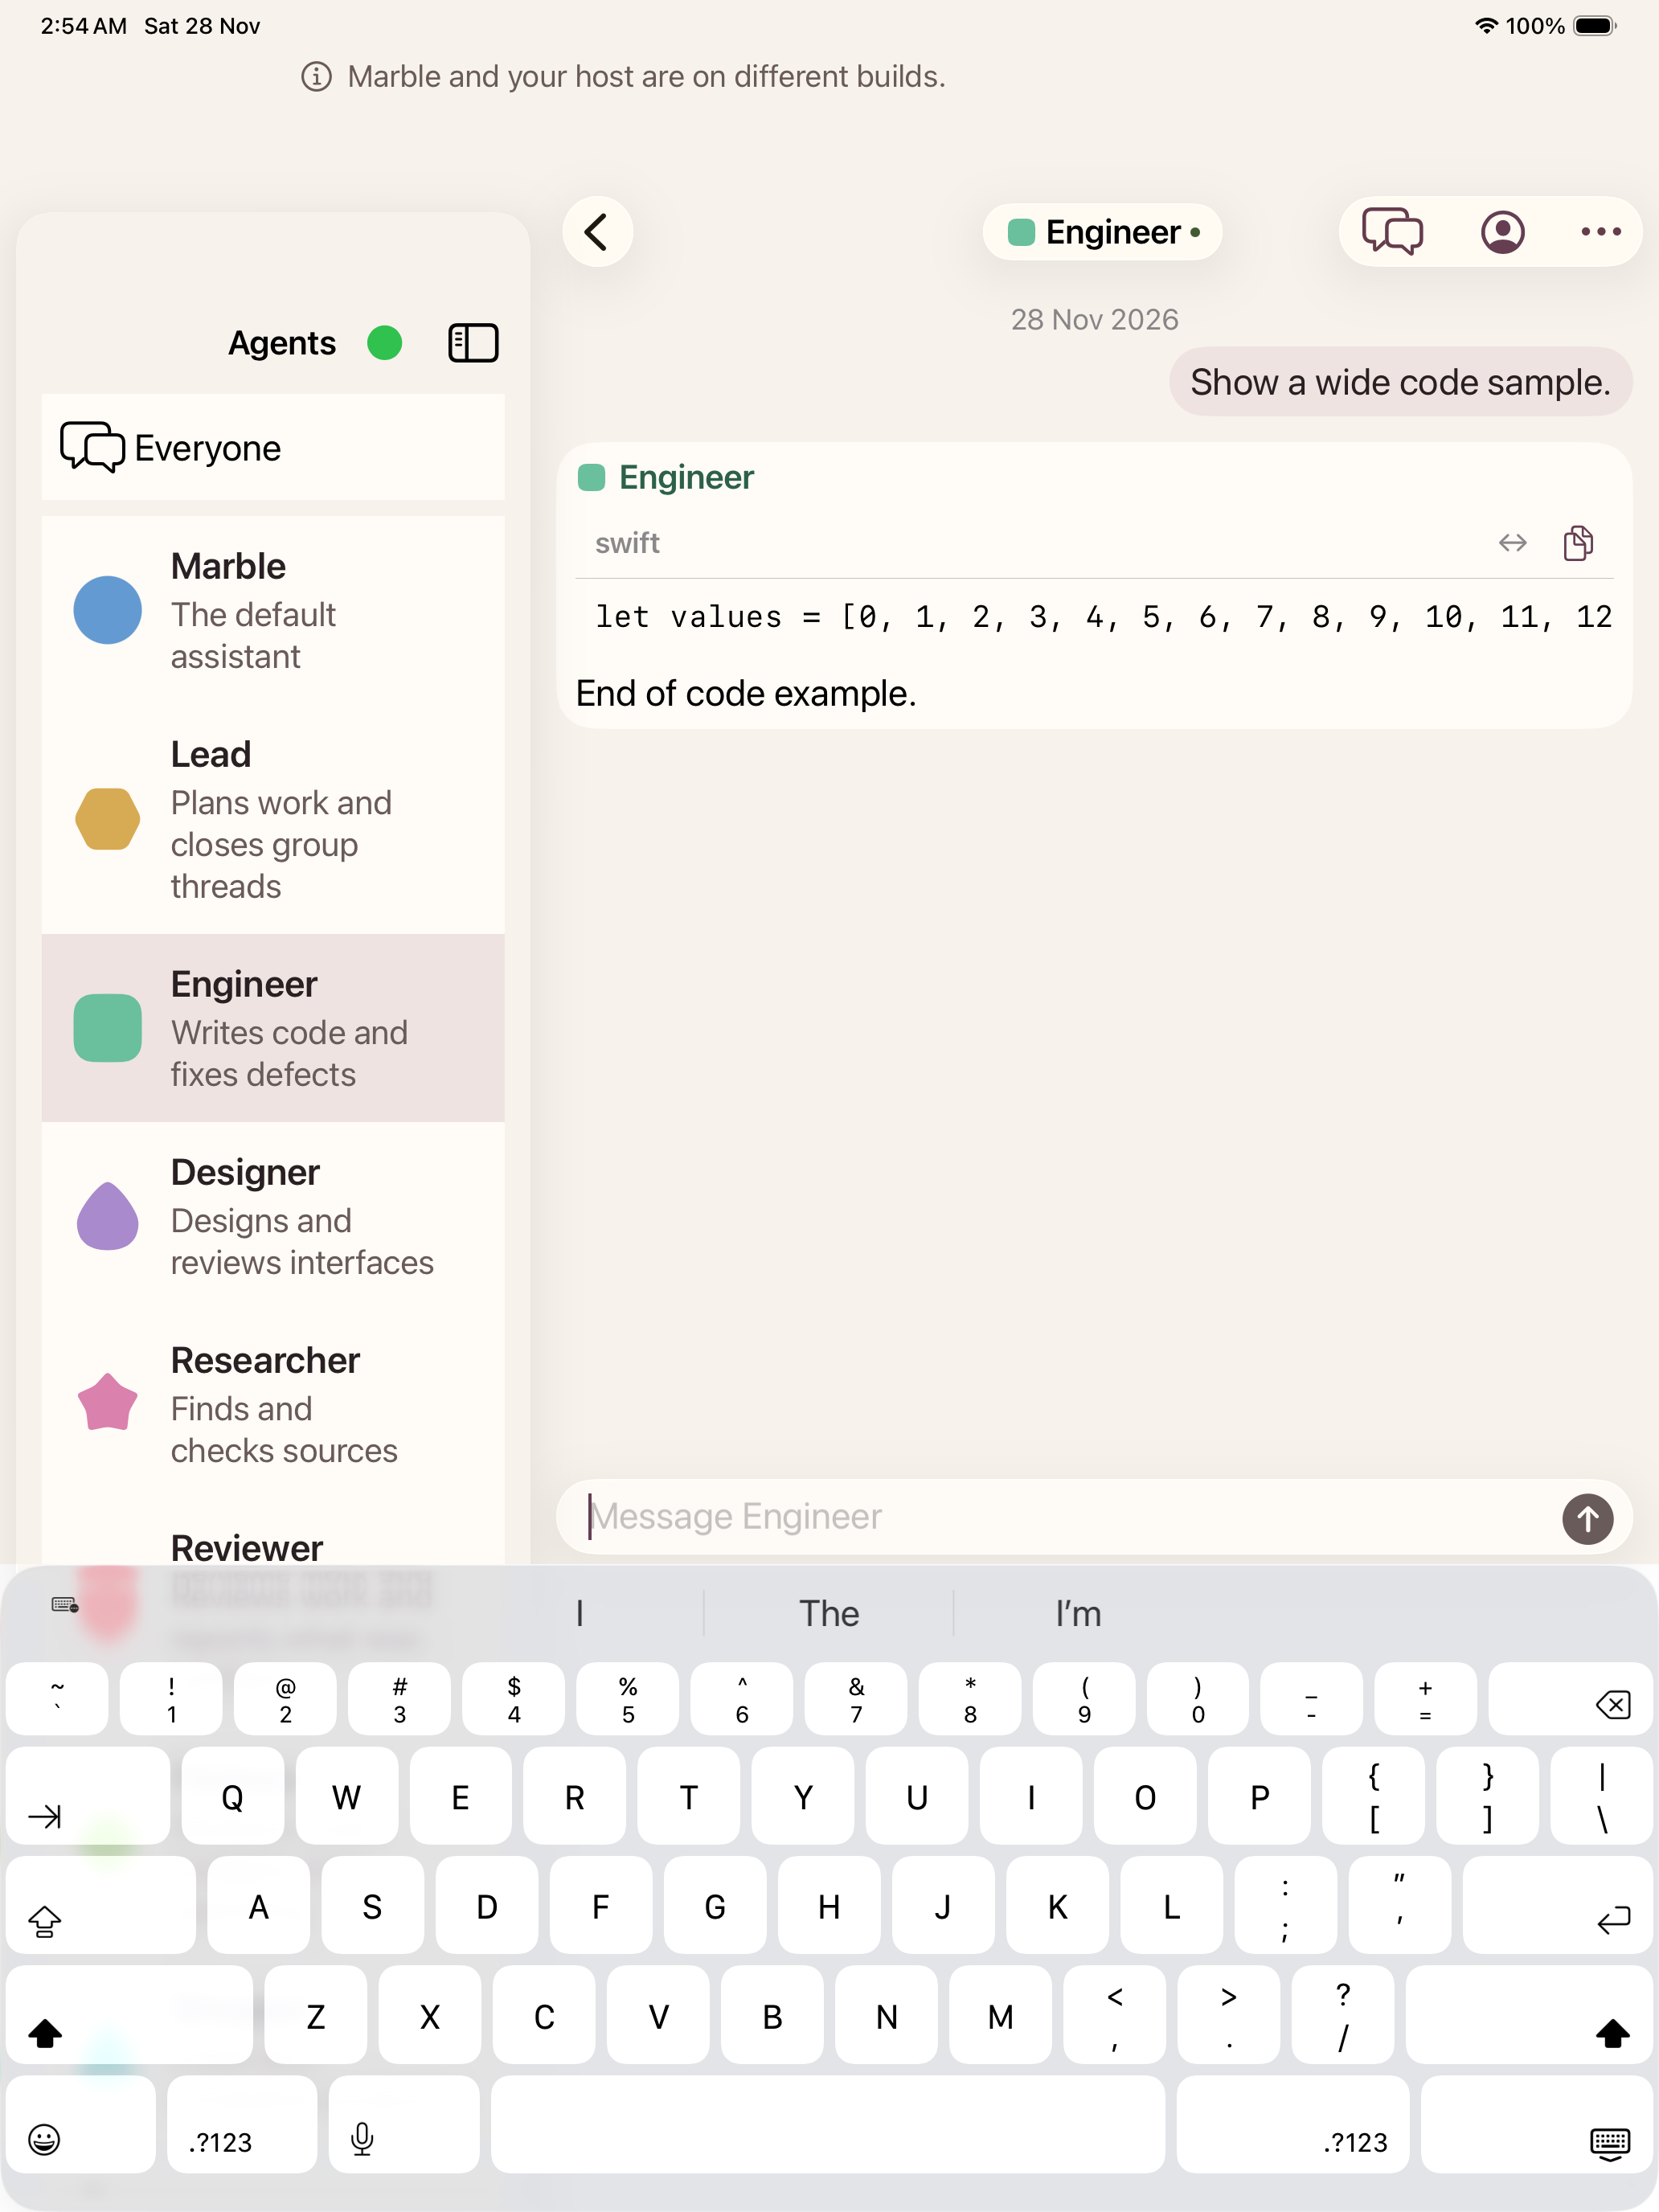 2:54 AM Sat 28 Nov
100%
Marble and your host are on different builds.
Agents
Everyone
Marble
The default
assistant
Lead
Plans work and
closes group
threads
Engineer
Writes code and
fixes defects
Designer
Designs and
reviews interfaces
Researcher
Finds and
checks sources
Reviewer
Engineer
28 Nov 2026
Show a wide code sample.
Engineer
swift
let values = [0, 1, 2, 3, 4, 5, 6, 7, 8, 9, 10, 11, 12
End of code example.
Message Engineer
I The I'm
~ ! @ # $ % ^ & * ( ) _ +
` 1 2 3 4 5 6 7 8 9 0 - =
Q W E R T Y U I O P { } |
[ ] \
A S D F G H J K L : "
; '
Z X C V B N M < > ?
, . /
.?123 .?123